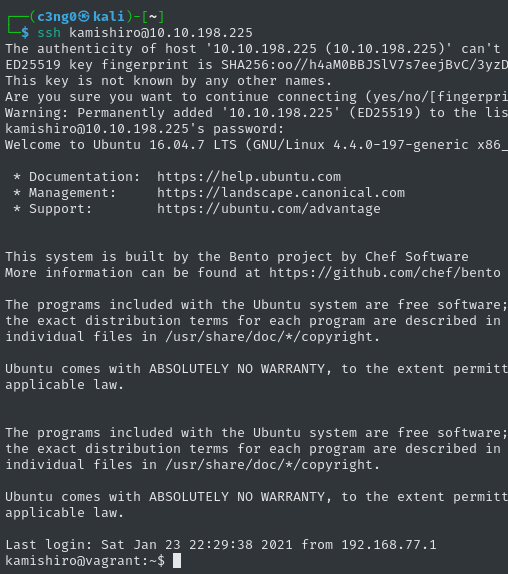 ┌──(c3ng0㉿kali)-[~]
└─$ ssh kamishiro@10.10.198.225
The authenticity of host '10.10.198.225 (10.10.198.225)' can't
ED25519 key fingerprint is SHA256:oo//h4aM0BBJSlV7s7eejBvC/3yzD
This key is not known by any other names.
Are you sure you want to continue connecting (yes/no/[fingerpri
Warning: Permanently added '10.10.198.225' (ED25519) to the lis
kamishiro@10.10.198.225's password:
Welcome to Ubuntu 16.04.7 LTS (GNU/Linux 4.4.0-197-generic x86_
 * Documentation:  https://help.ubuntu.com
 * Management:     https://landscape.canonical.com
 * Support:        https://ubuntu.com/advantage
This system is built by the Bento project by Chef Software
More information can be found at https://github.com/chef/bento
The programs included with the Ubuntu system are free software;
the exact distribution terms for each program are described in
individual files in /usr/share/doc/*/copyright.
Ubuntu comes with ABSOLUTELY NO WARRANTY, to the extent permitt
applicable law.
The programs included with the Ubuntu system are free software;
the exact distribution terms for each program are described in
individual files in /usr/share/doc/*/copyright.
Ubuntu comes with ABSOLUTELY NO WARRANTY, to the extent permitt
applicable law.
Last login: Sat Jan 23 22:29:38 2021 from 192.168.77.1
kamishiro@vagrant:~$